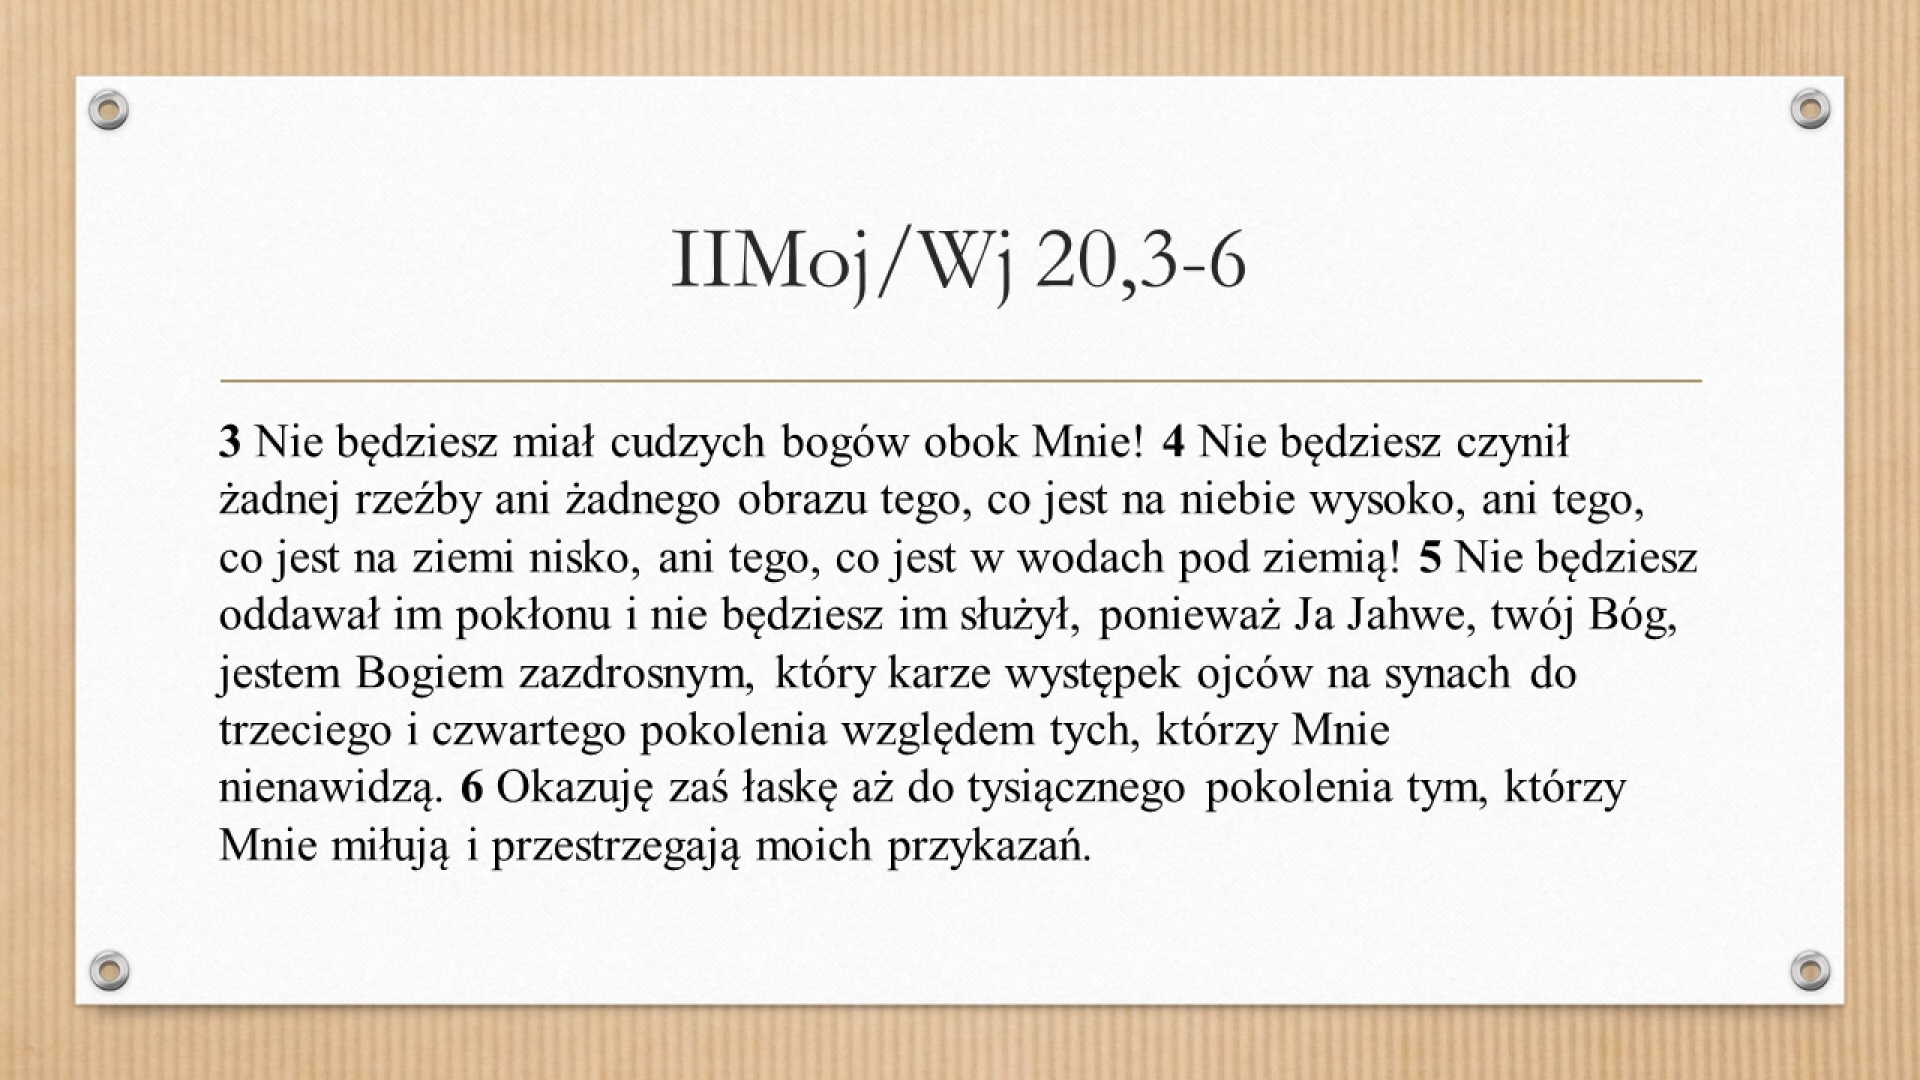 IIMoj/Wj 20,3-6
3 Nie będziesz miał cudzych bogów obok Mnie! 4 Nie będziesz czynił
żadnej rzeźby ani żadnego obrazu tego, co jest na niebie wysoko, ani tego,
co jest na ziemi nisko, ani tego, co jest w wodach pod ziemią! 5 Nie będziesz
oddawał im pokłonu i nie będziesz im służył, ponieważ Ja Jahwe, twój Bóg,
jestem Bogiem zazdrosnym, który karze występek ojców na synach do
trzeciego i czwartego pokolenia względem tych, którzy Mnie
nienawidzą. 6 Okazuję zaś łaskę aż do tysiącznego pokolenia tym, którzy
Mnie miłują i przestrzegają moich przykazań.